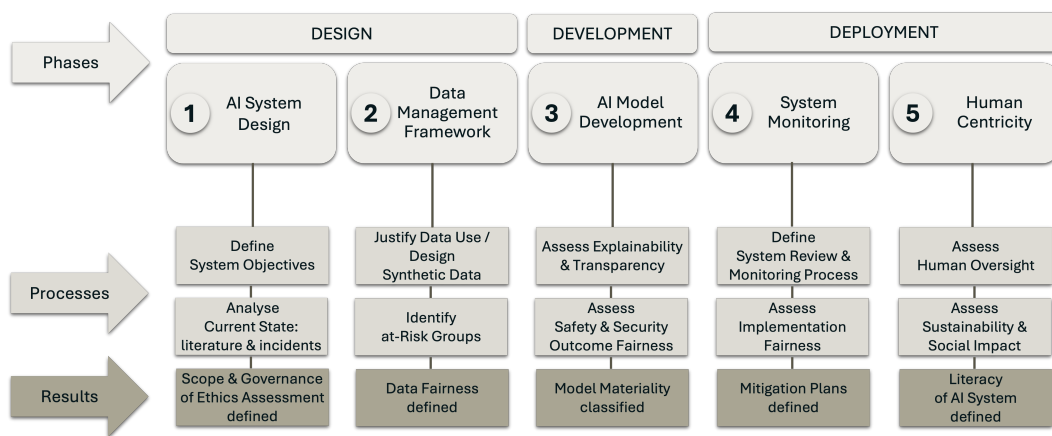 Phases
DESIGN
DEVELOPMENT
DEPLOYMENT
1
AI System
Design
2
Data
Management
Framework
3
AI Model
Development
4
System
Monitoring
5
Human
Centricity
Processes
Define
System Objectives
Justify Data Use /
Design
Synthetic Data
Assess Explainability
& Transparency
Define
System Review &
Monitoring Process
Assess
Human Oversight
Analyse
Current State:
literature & incidents
Identify
at-Risk Groups
Assess
Safety & Security
Outcome Fairness
Assess
Implementation
Fairness
Assess
Sustainability &
Social Impact
Results
Scope & Governance
of Ethics Assessment
defined
Data Fairness
defined
Model Materiality
classified
Mitigation Plans
defined
Literacy
of AI System
defined